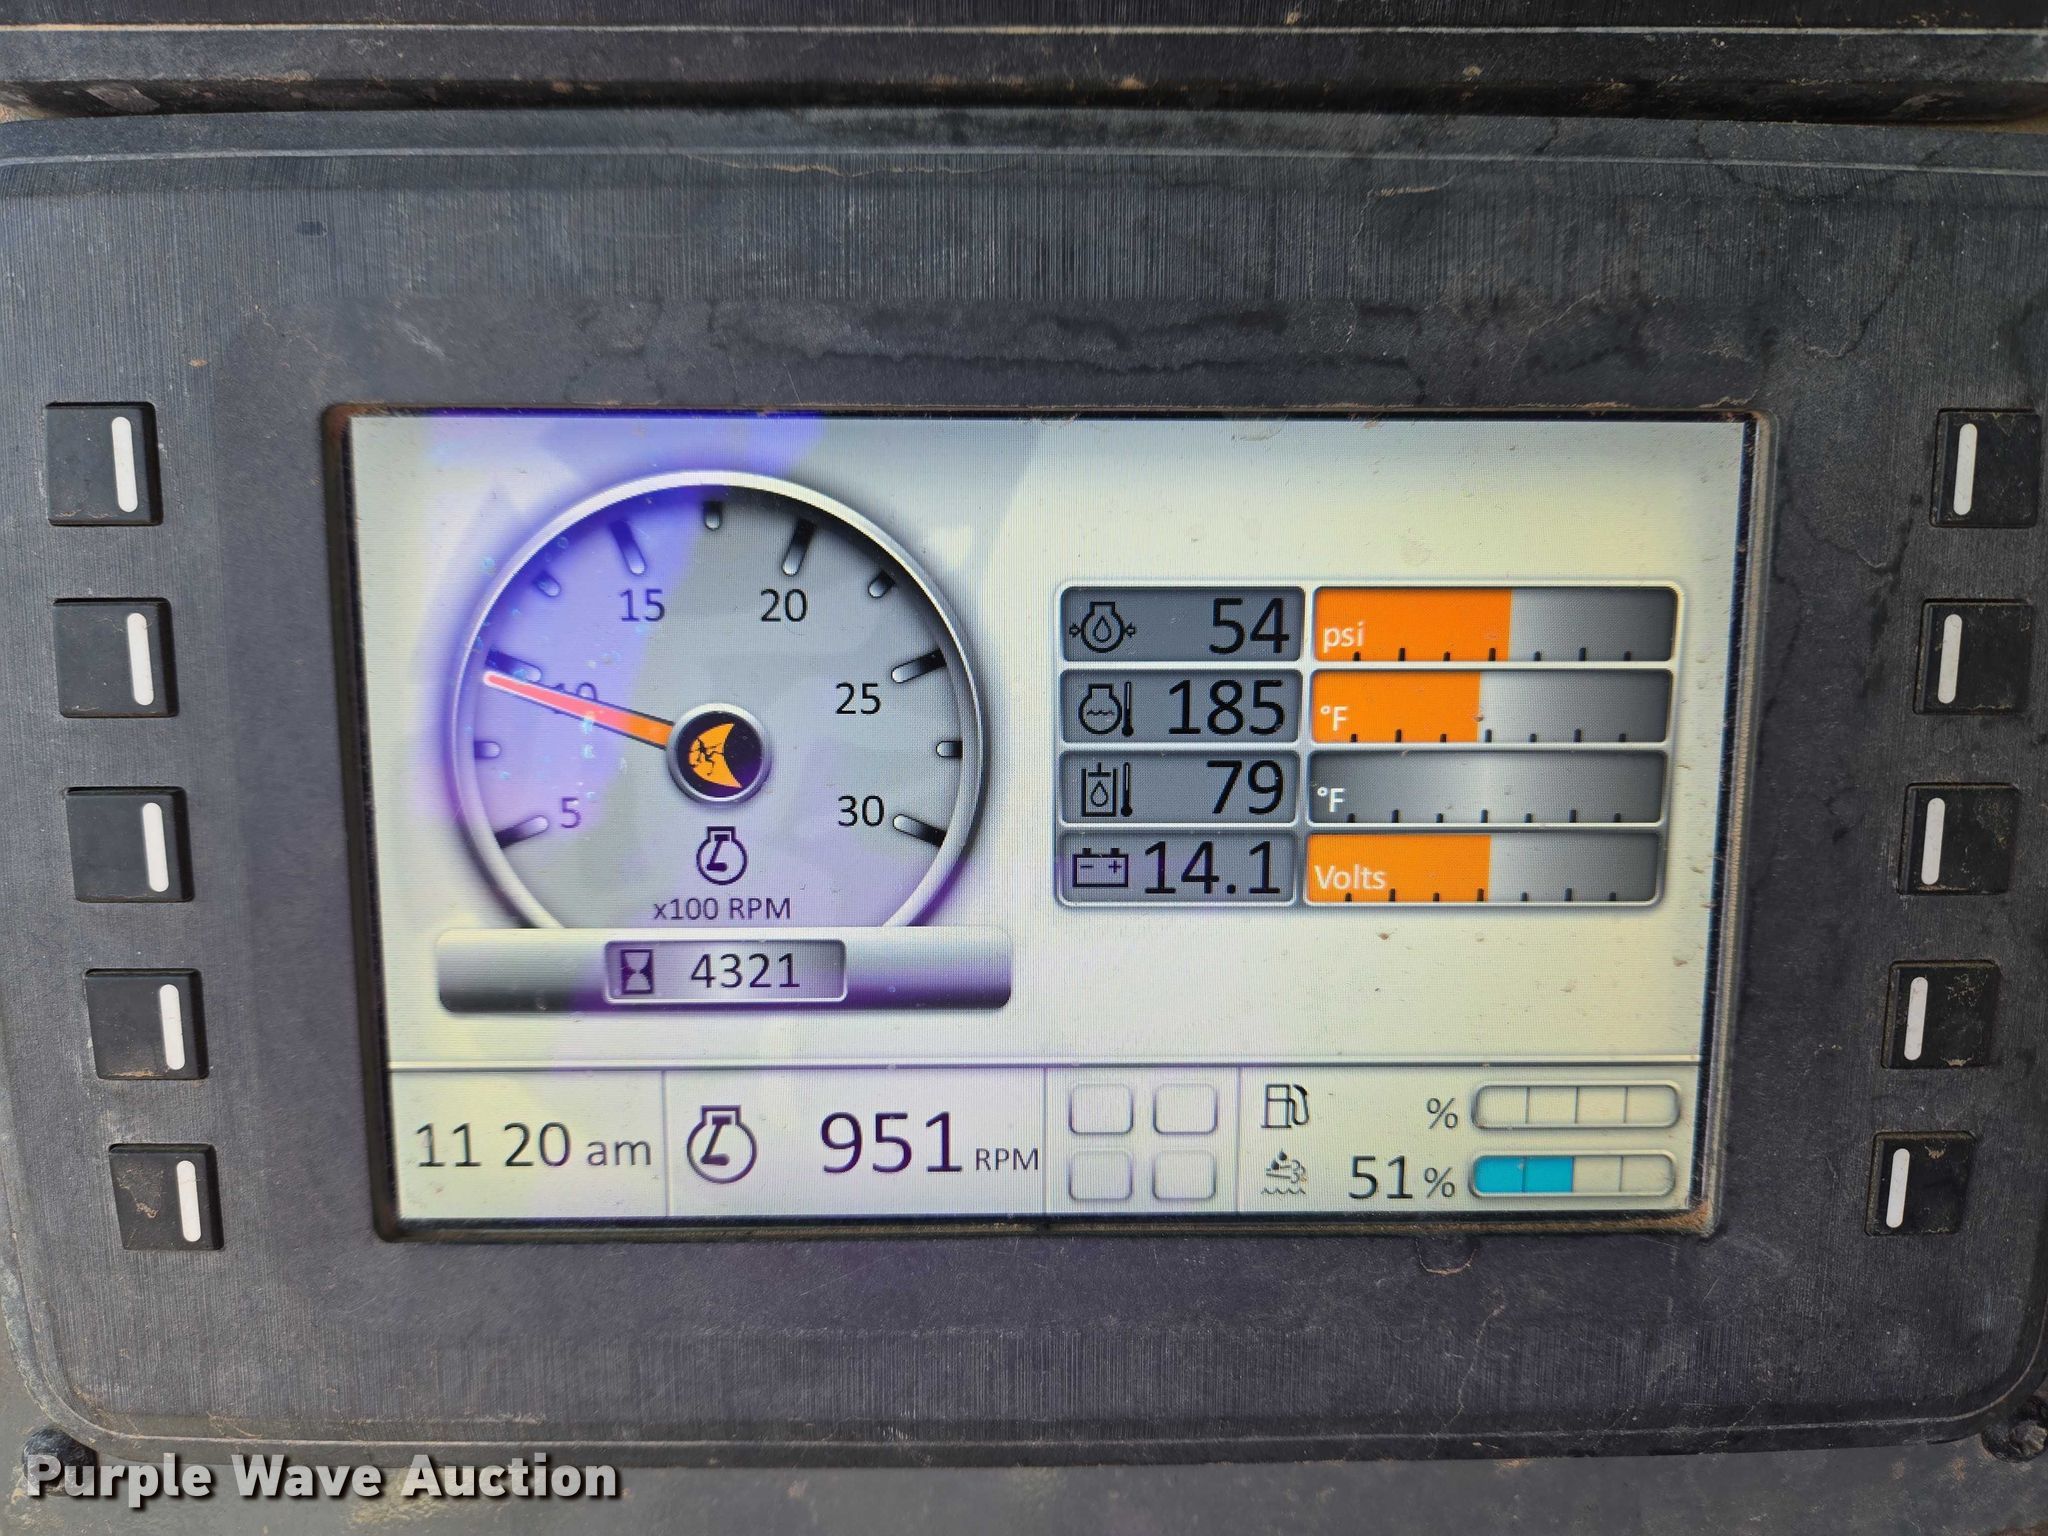 15 20
10 25
5 30
x100 RPM
4321
54 psi
185 °F
79 °F
- +
14.1 Volts
11 20 am
951 RPM
%
51%
Purple Wave Auction